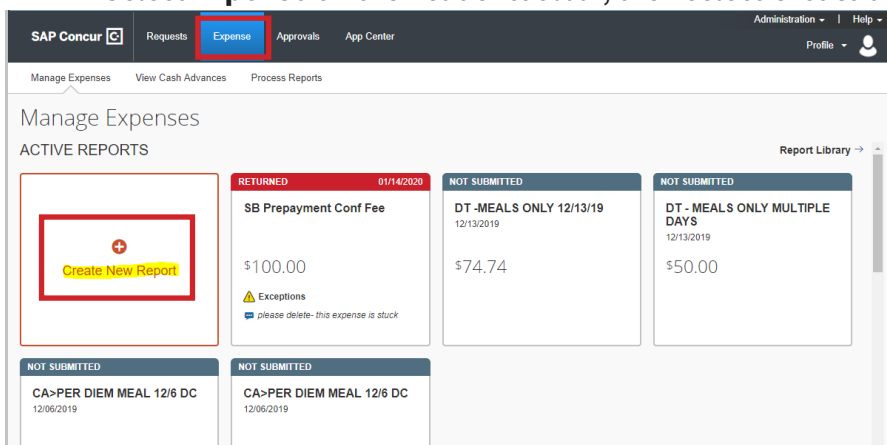 Administration | Help
SAP Concur C Requests Expense Approvals App Center
Profile
Manage Expenses View Cash Advances Process Reports
Manage Expenses
ACTIVE REPORTS
Report Library →
Create New Report
RETURNED 01/14/2020
SB Prepayment Conf Fee
$100.00
Exceptions
please delete- this expense is stuck
NOT SUBMITTED
DT -MEALS ONLY 12/13/19
12/13/2019
$74.74
NOT SUBMITTED
DT - MEALS ONLY MULTIPLE
DAYS
12/13/2019
$50.00
NOT SUBMITTED
CA>PER DIEM MEAL 12/6 DC
12/06/2019
NOT SUBMITTED
CA>PER DIEM MEAL 12/6 DC
12/06/2019